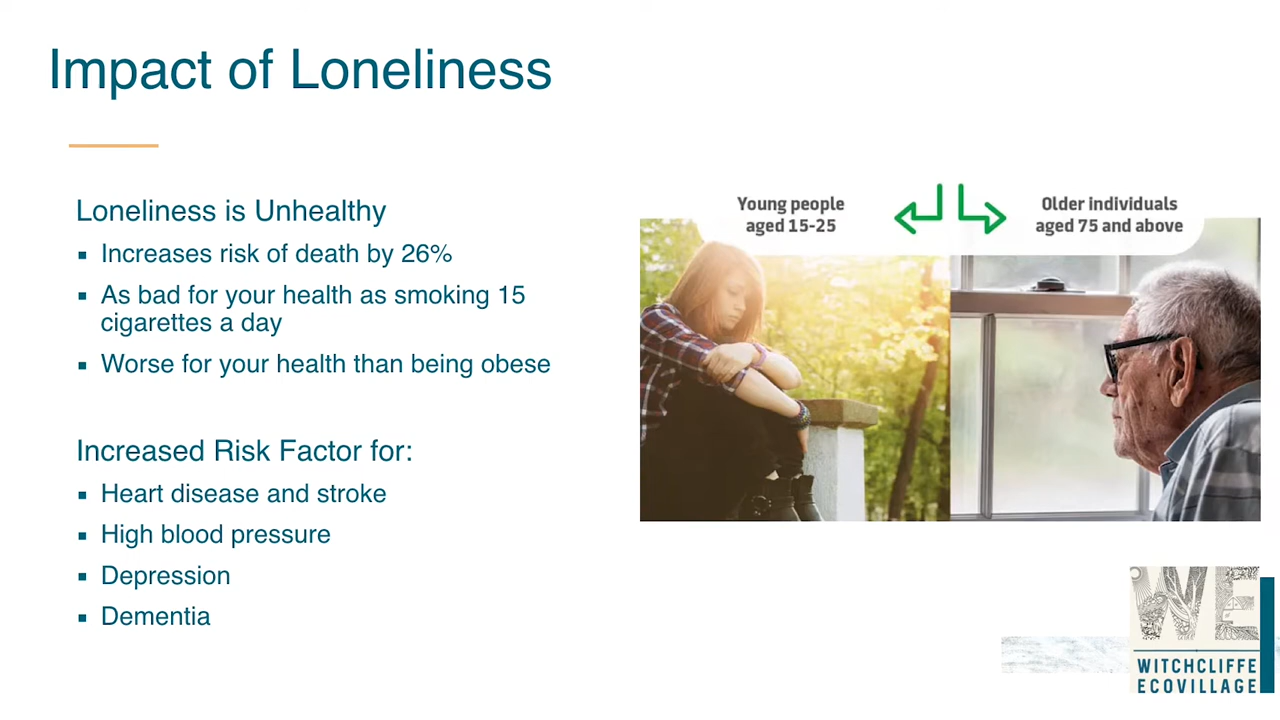 Impact of Loneliness
Loneliness is Unhealthy
▪ Increases risk of death by 26%
▪ As bad for your health as smoking 15
cigarettes a day
▪ Worse for your health than being obese
Increased Risk Factor for:
▪ Heart disease and stroke
▪ High blood pressure
▪ Depression
▪ Dementia
Young people
aged 15-25
Older individuals
aged 75 and above
WE
WITCHCLIFFE
ECOVILLAGE